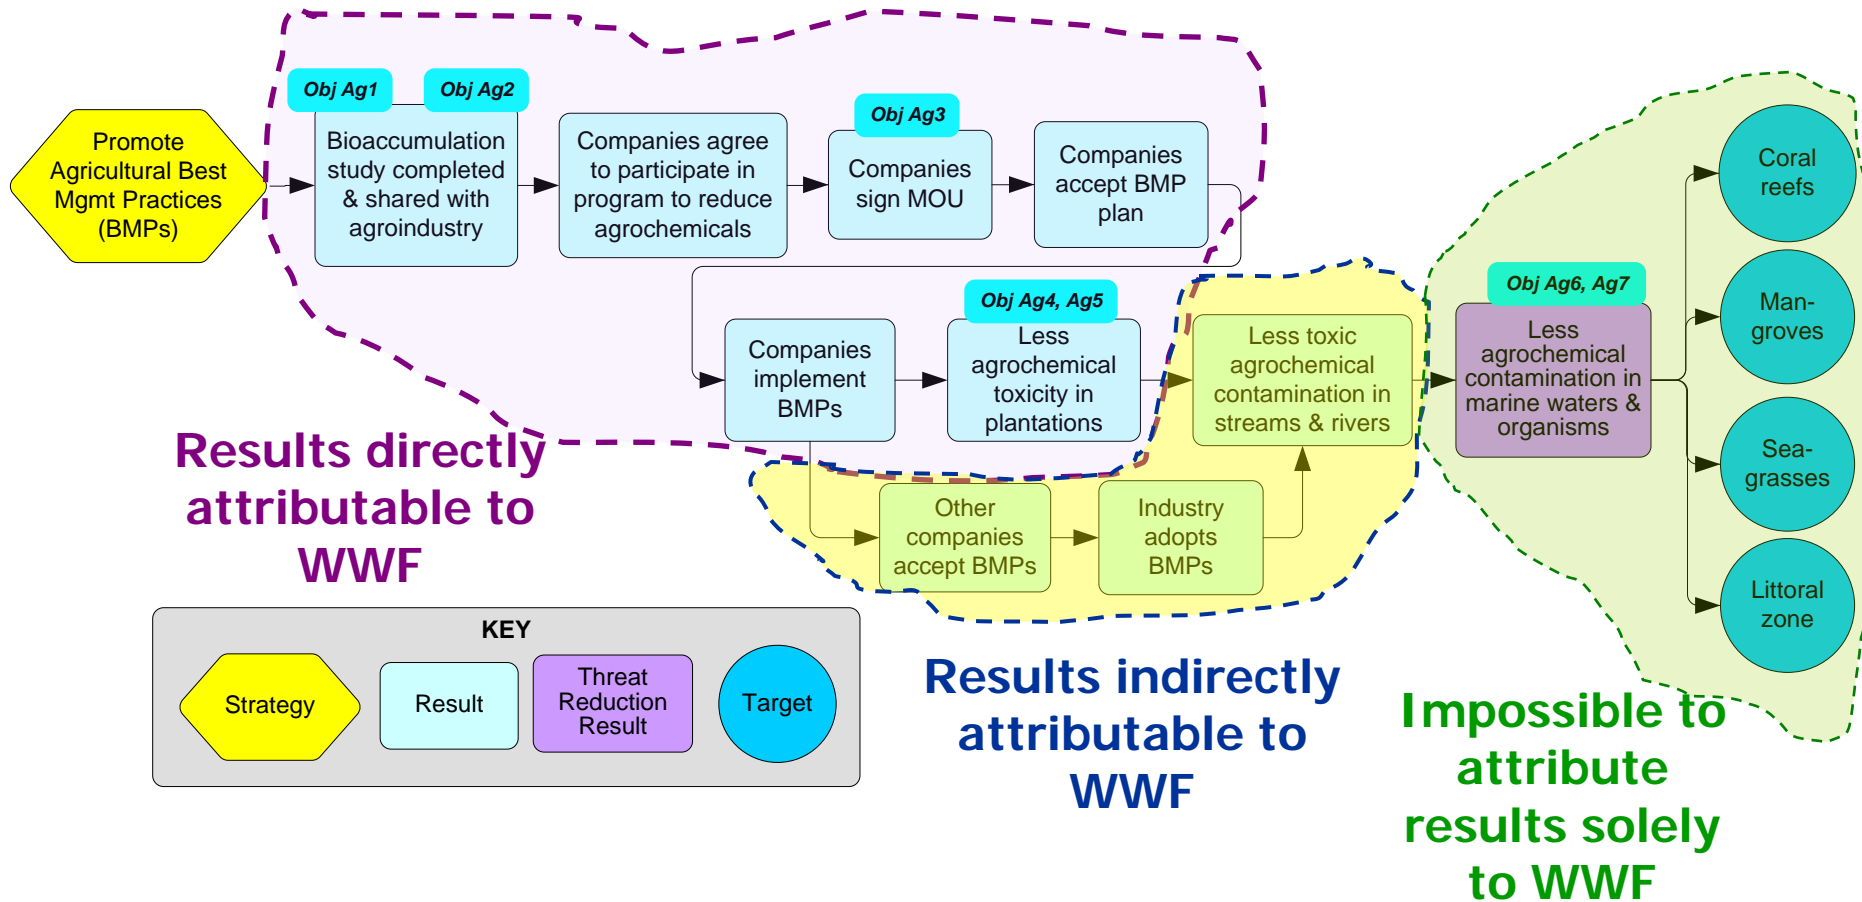 Promote
Agricultural Best
Mgmt Practices
(BMPs)
Obj Ag1
Obj Ag2
Bioaccumulation
study completed
& shared with
agroindustry
Companies agree
to participate in
program to reduce
agrochemicals
Obj Ag3
Companies
sign MOU
Companies
accept BMP
plan
Companies
implement
BMPs
Obj Ag4, Ag5
Less
agrochemical
toxicity in
plantations
Less toxic
agrochemical
contamination in
streams & rivers
Other
companies
accept BMPs
Industry
adopts
BMPs
Obj Ag6, Ag7
Less
agrochemical
contamination in
marine waters &
organisms
Coral
reefs
Man-
groves
Sea-
grasses
Littoral
zone
Results directly
attributable to
WWF
Results indirectly
attributable to
WWF
Impossible to
attribute
results solely
to WWF
KEY
Strategy
Result
Threat
Reduction
Result
Target